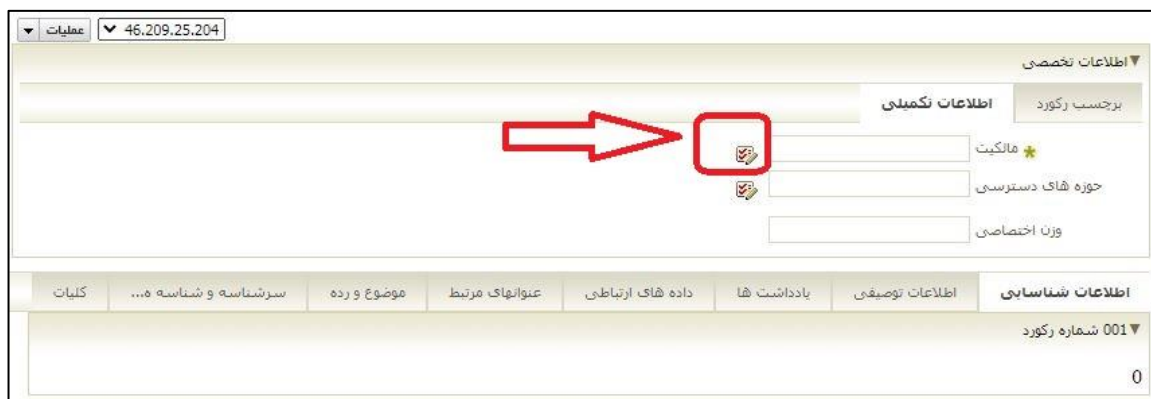 عملیات 46.209.25.204
اطلاعات تخصصی
برچسب رکورد اطلاعات تکمیلی
مالکیت
حوزه های دسترسی
وزن اختصاصی
اطلاعات شناسایی اطلاعات توصیفی یادداشت ها داده های ارتباطی عنوانهای مرتبط موضوع و رده سرشناسه و شناسه ه... کلیات
001 شماره رکورد
0